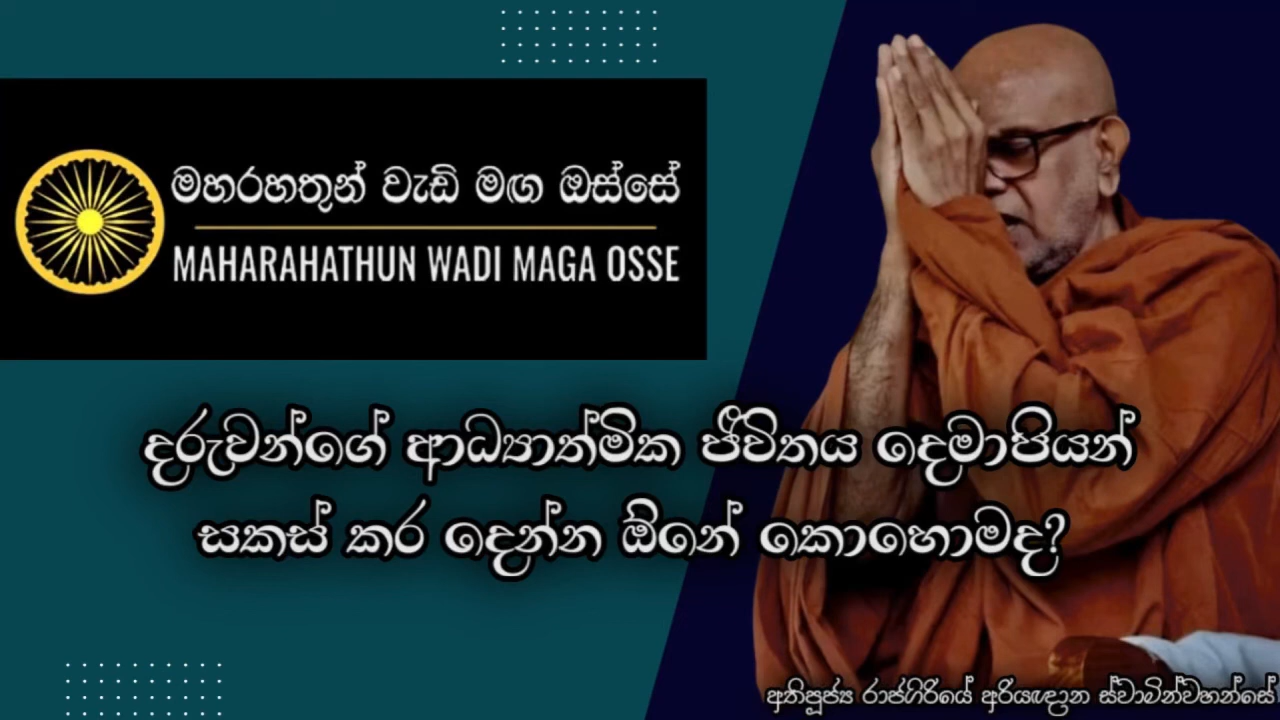 මහරහතුන් වැඩි මඟ ඔස්සේ
MAHARAHATHUN WADI MAGA OSSE
දරුවන්ගේ ආධ්‍යාත්මික ජීවිතය දෙමාපියන්
සකස් කර දෙන්න ඕනේ කොහොමද?
අතිපූජ්‍ය රාජගිරියේ අරියඥාන ස්වාමින්වහන්සේ